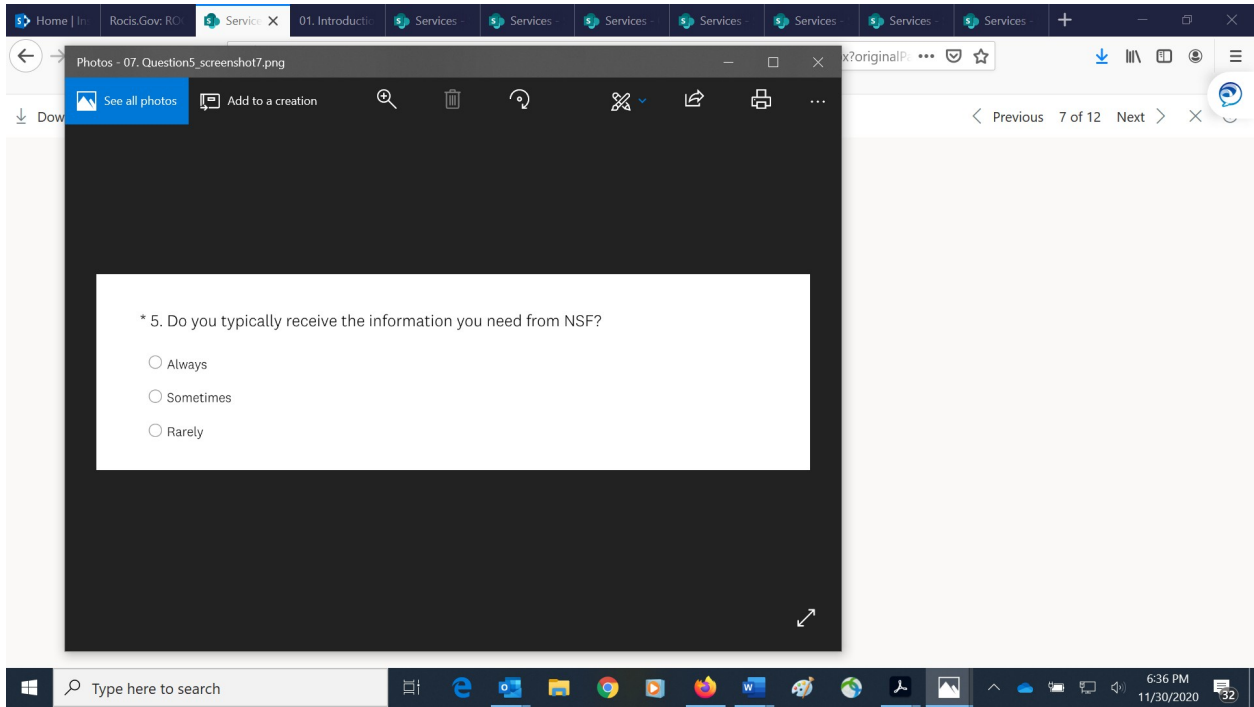 Home | In
Rocis.Gov: RO
Service
01. Introductio
Services -
Services -
Services -
Services -
Services -
Services -
Services -
x?originalP
Photos - 07. Question5_screenshot7.png
See all photos
Add to a creation
Dow
Previous 7 of 12 Next
* 5. Do you typically receive the information you need from NSF?
Always
Sometimes
Rarely
Type here to search
6:36 PM
11/30/2020
32